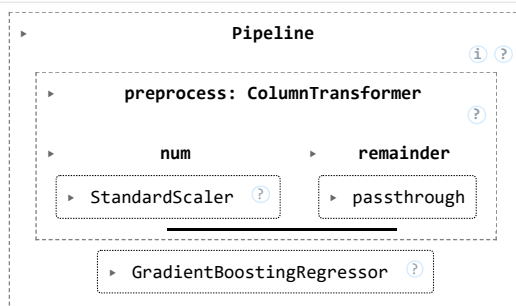 ▸ Pipeline
i ?
▸ preprocess: ColumnTransformer
?
▸ num ▸ remainder
▸ StandardScaler ? ▸ passthrough
▸ GradientBoostingRegressor ?